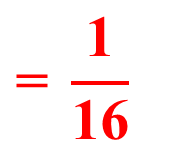 = 1/16